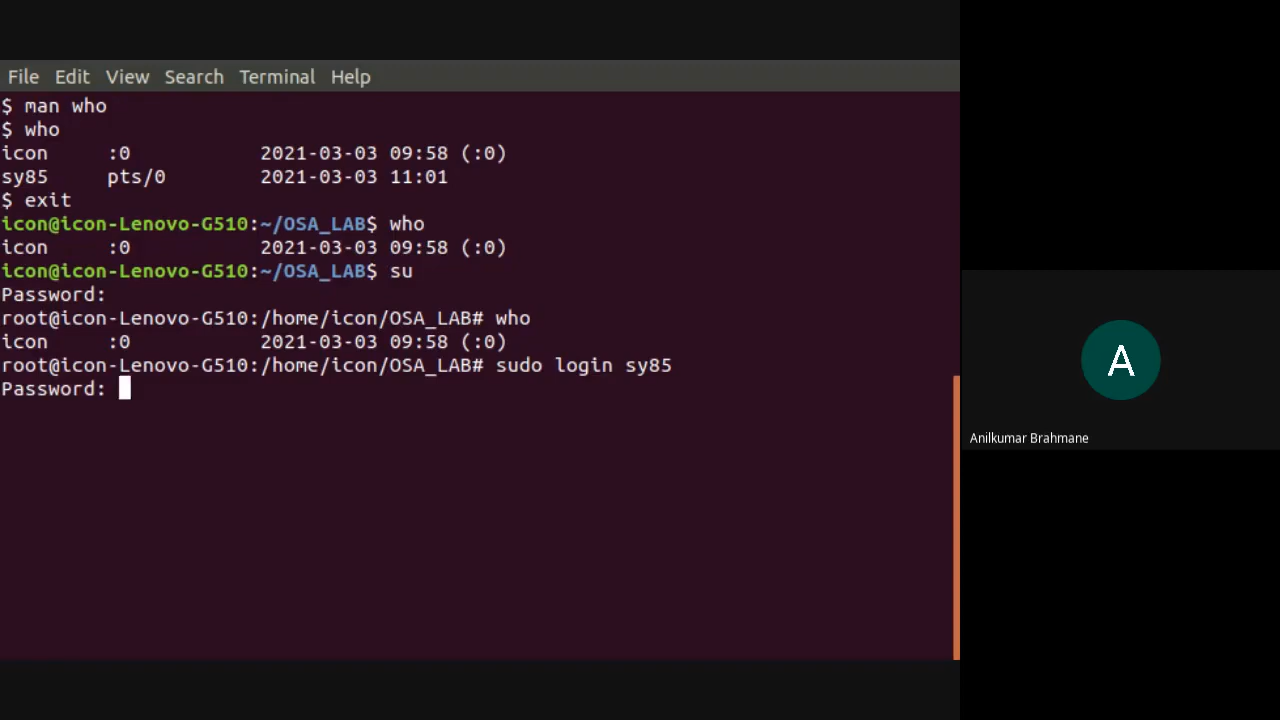 File Edit View Search Terminal Help
$ man who
$ who
icon     :0           2021-03-03 09:58 (:0)
sy85     pts/0        2021-03-03 11:01
$ exit
icon@icon-Lenovo-G510:~/OSA_LAB$ who
icon     :0           2021-03-03 09:58 (:0)
icon@icon-Lenovo-G510:~/OSA_LAB$ su
Password:
root@icon-Lenovo-G510:/home/icon/OSA_LAB# who
icon     :0           2021-03-03 09:58 (:0)
root@icon-Lenovo-G510:/home/icon/OSA_LAB# sudo login sy85
Password:
A
Anilkumar Brahmane